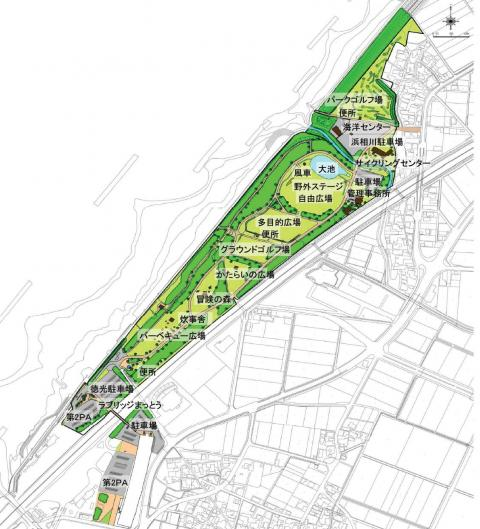 パークゴルフ場
便所
海洋センター
浜相川駐車場
サイクリングセンター
風車
大池
駐車場
野外ステージ
管理事務所
自由広場
多目的広場
便所
グラウンドゴルフ場
かたらいの広場
冒険の森
炊事舎
バーベキュー広場
便所
徳光駐車場
ラブリッジまっとう
第2PA
駐車場
第2PA